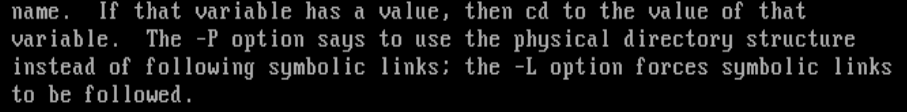 name.  If that variable has a value, then cd to the value of that
variable.  The -P option says to use the physical directory structure
instead of following symbolic links; the -L option forces symbolic links
to be followed.